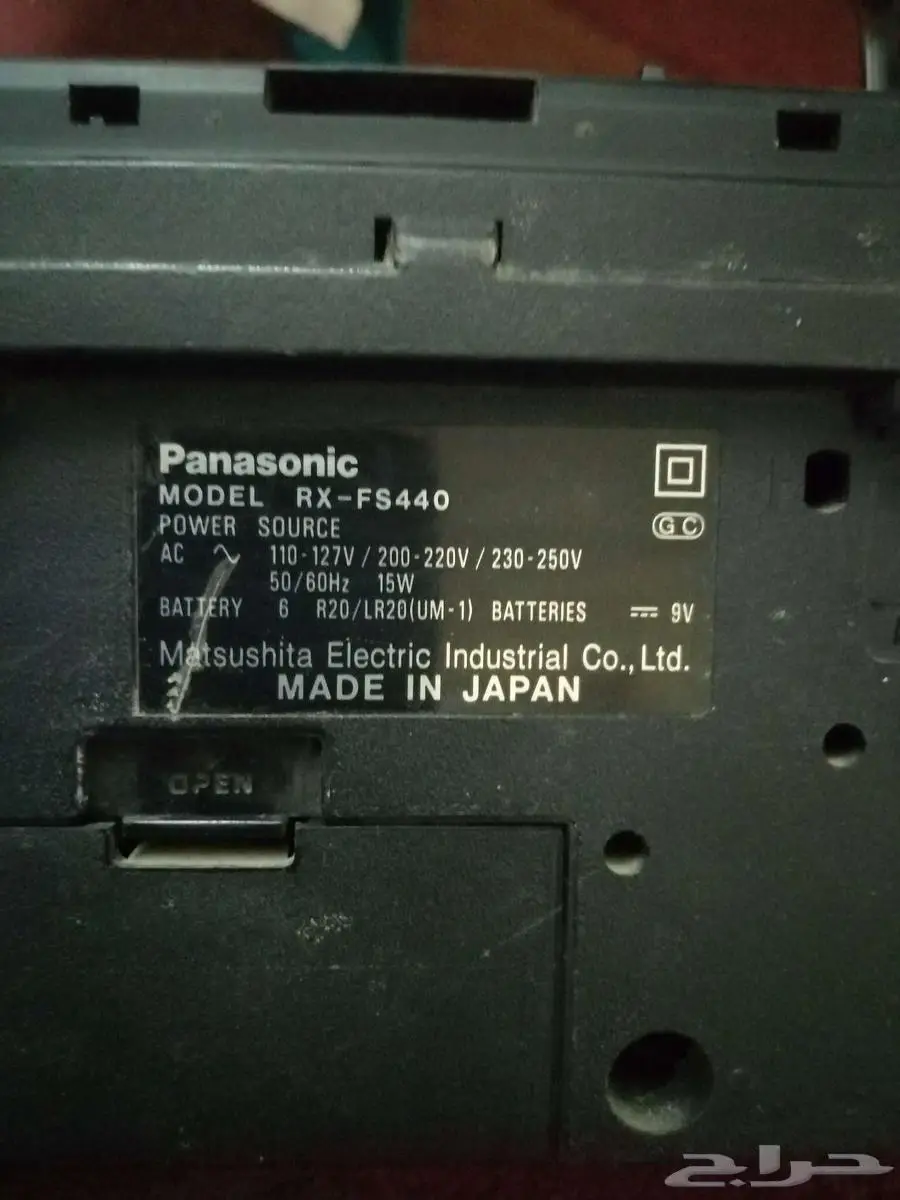 Panasonic
MODEL RX-FS440
POWER SOURCE
GC
AC ~ 110-127V / 200-220V / 230-250V
50/60Hz 15W
BATTERY 6 R20/LR20(UM-1) BATTERIES ⎓ 9V
Matsushita Electric Industrial Co., Ltd.
MADE IN JAPAN
OPEN
حراج